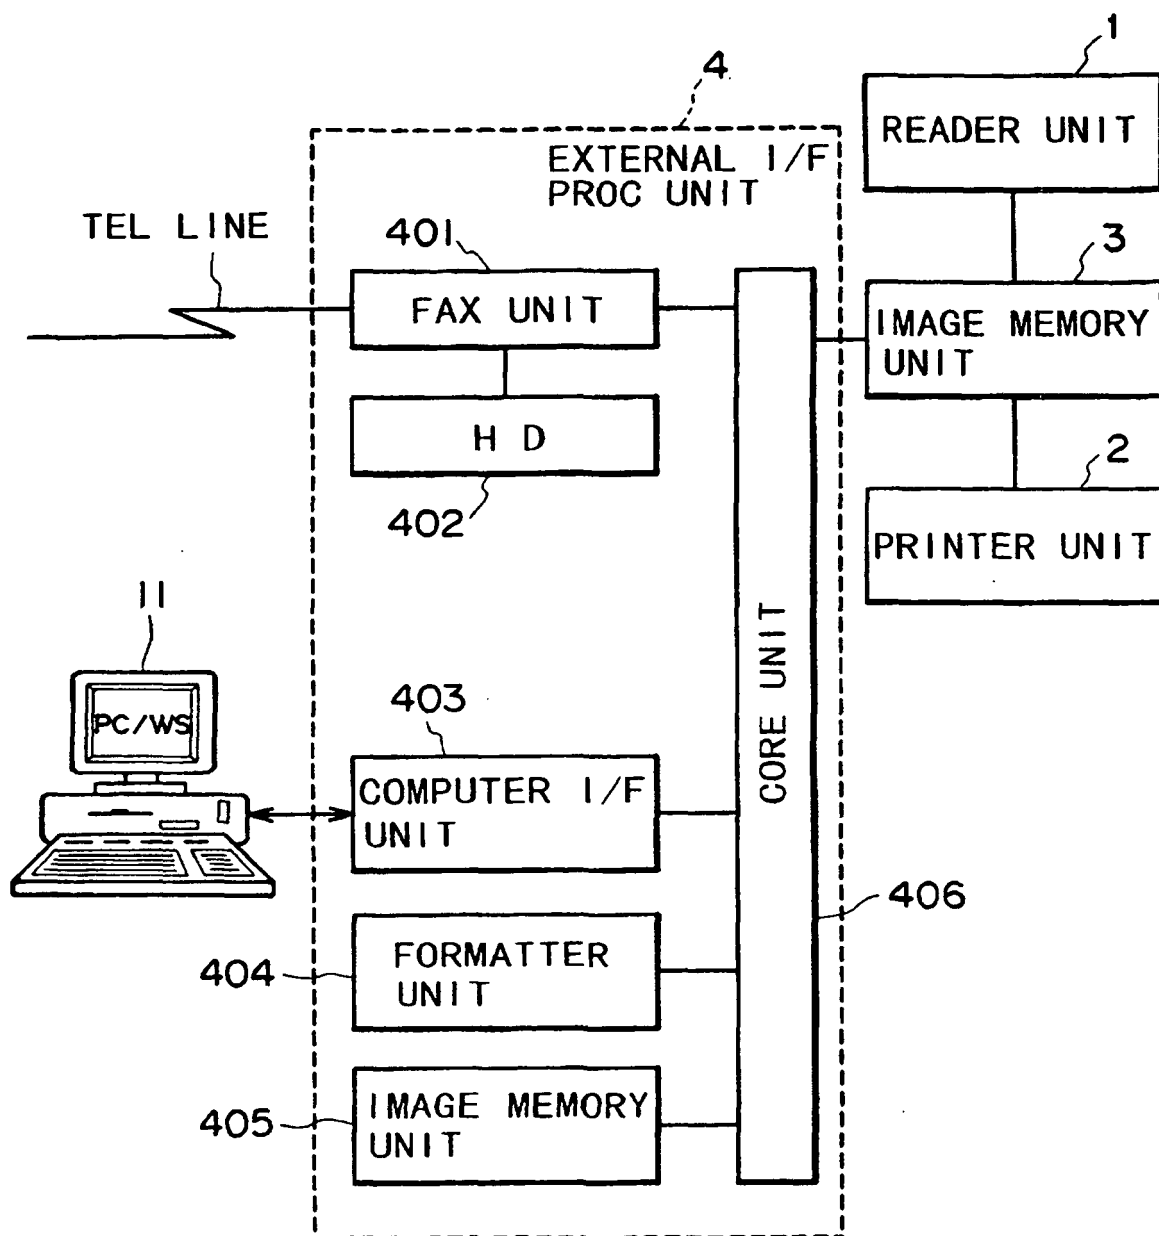 1
4
READER UNIT
EXTERNAL I/F
PROC UNIT
TEL LINE
401
3
FAX UNIT
IMAGE MEMORY
UNIT
H D
2
402
PRINTER UNIT
11
CORE UNIT
403
PC/WS
COMPUTER I/F
UNIT
406
404
FORMATTER
UNIT
405
IMAGE MEMORY
UNIT